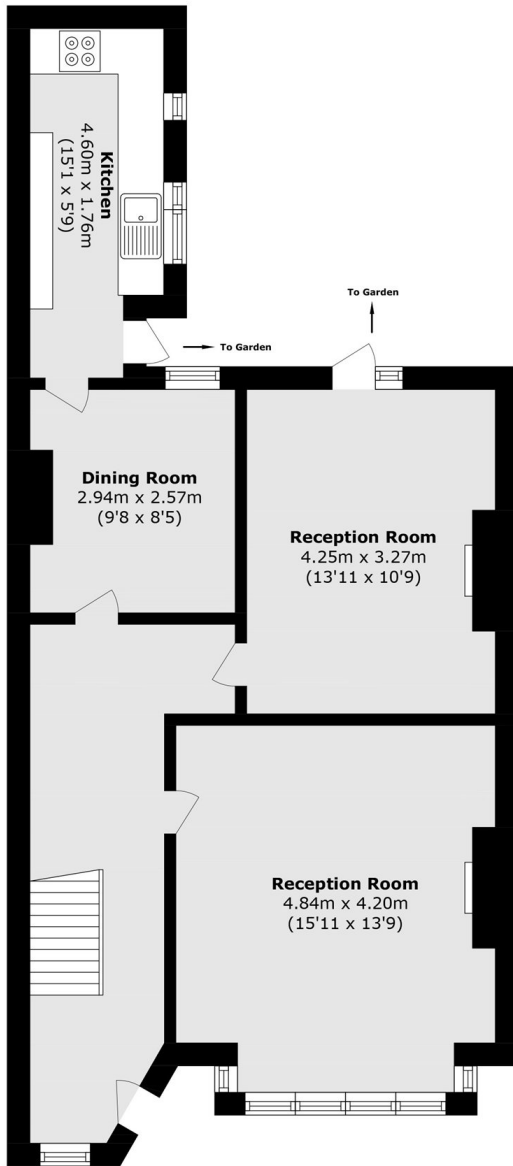 Kitchen
4.60m x 1.76m
(15'1 x 5'9)
To Garden
To Garden
Dining Room
2.94m x 2.57m
(9'8 x 8'5)
Reception Room
4.25m x 3.27m
(13'11 x 10'9)
Reception Room
4.84m x 4.20m
(15'11 x 13'9)